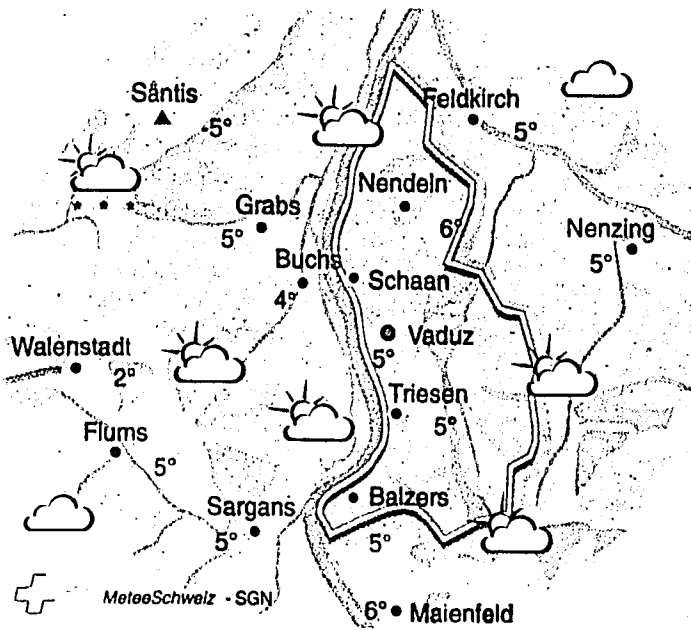 Säntis
-5°
Feldkirch
5°
Nendeln
6°
Grabs
5°
Nenzing
5°
Buchs
4°
Schaan
Vaduz
5°
Walenstadt
2°
Triesen
5°
Flums
5°
Balzers
5°
Sargans
5°
MeteoSchweiz - SGN
6° Maienfeld